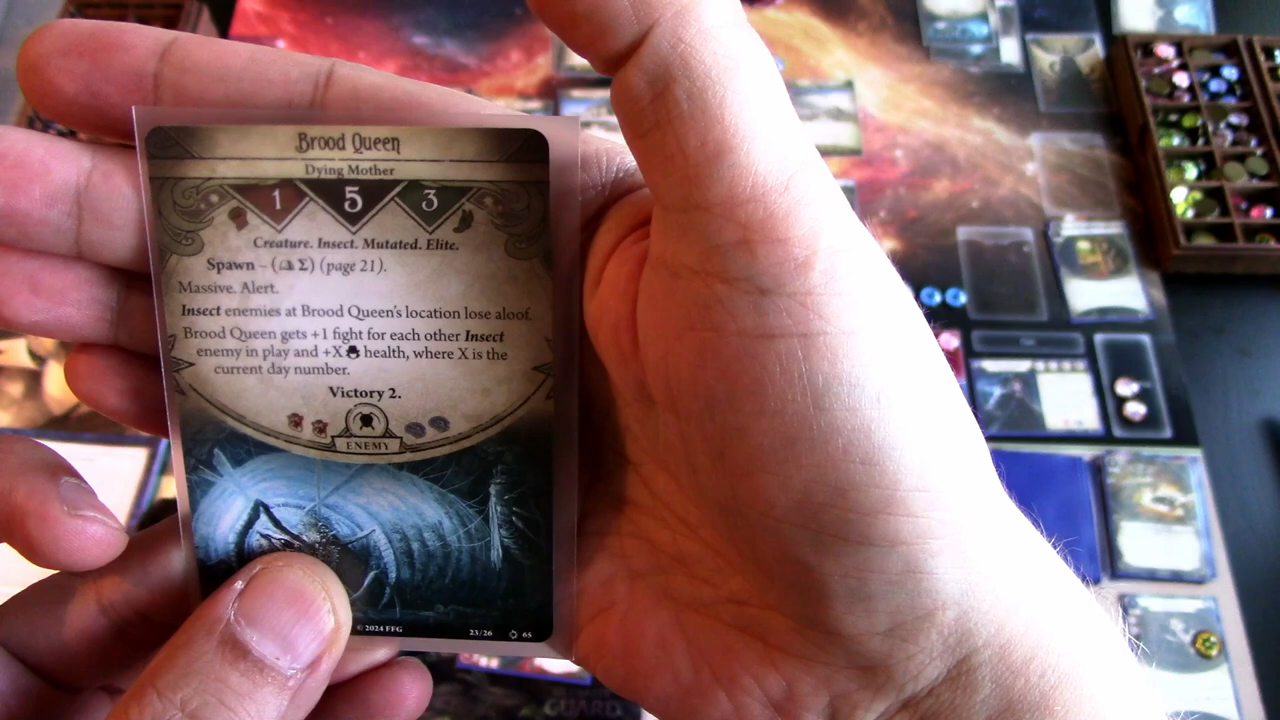 Brood Queen
Dying Mother
1 5 3
Creature. Insect. Mutated. Elite.
Spawn – ( Σ) (page 21).
Massive. Alert.
Insect enemies at Brood Queen's location lose aloof.
Brood Queen gets +1 fight for each other Insect
enemy in play and +X health, where X is the
current day number.
Victory 2.
ENEMY
© 2024 FFG 23/26 65
GUARD